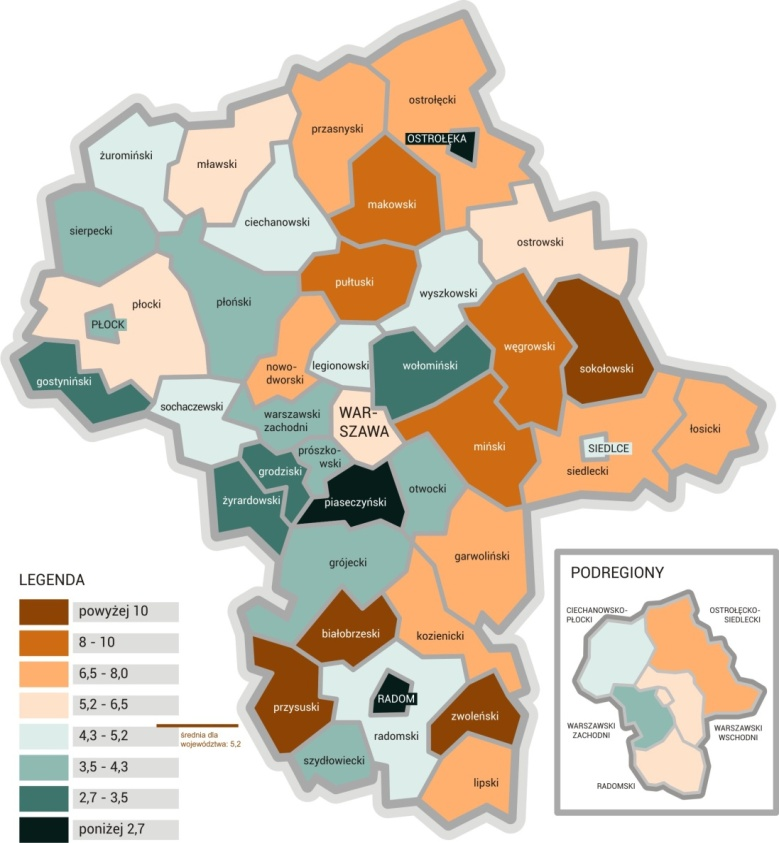 ostrołęcki
przasnyski
OSTROŁĘKA
żuromiński
mławski
makowski
ciechanowski
sierpecki
ostrowski
pułtuski
wyszkowski
płocki
płoński
PŁOCK
węgrowski
legionowski
wołomiński
sokołowski
nowo-
dworski
gostyniński
sochaczewski
warszawski
zachodni
WAR-
SZAWA
łosicki
miński
SIEDLCE
siedlecki
prószko-
wski
grodziski
otwocki
żyrardowski
piaseczyński
garwoliński
grójecki
białobrzeski
kozienicki
przysuski
RADOM
zwoleński
radomski
szydłowiecki
lipski
LEGENDA
powyżej 10
8 - 10
6,5 - 8,0
5,2 - 6,5
4,3 - 5,2
średnia dla
województwa: 5,2
3,5 - 4,3
2,7 - 3,5
poniżej 2,7
PODREGIONY
CIECHANOWSKO-
PŁOCKI
OSTROŁĘCKO-
SIEDLECKI
WARSZAWSKI
ZACHODNI
WARSZAWSKI
WSCHODNI
RADOMSKI